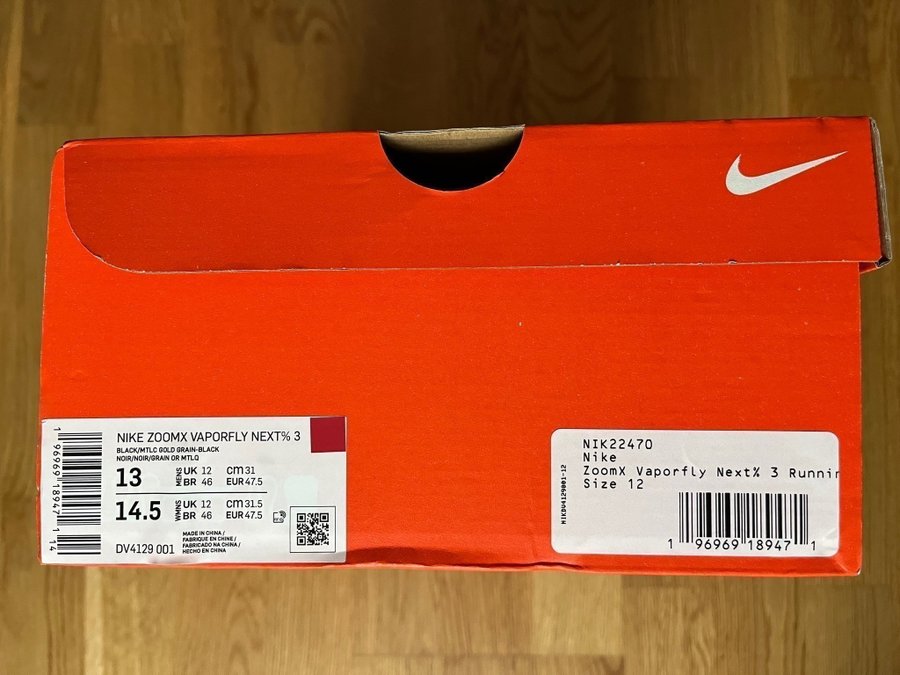 NIKE ZOOMX VAPORFLY NEXT% 3
BLACK/MTLC GOLD GRAIN-BLACK
NOIR/NOIR/GRAIN OR MTLQ
13 MENS UK 12 CM 31
BR 46 EUR 47.5
14.5 WMNS UK 12 CM 31.5
BR 46 EUR 47.5
MADE IN CHINA /
FABRIQUE EN CHINE /
FABRICADO NA CHINA /
HECHO EN CHINA
DV4129 001
1 96969 18947 1 14
NIK22470
Nike
ZoomX Vaporfly Next% 3 Runnin
Size 12
NIKDV4129001-12
1 96969 18947 1